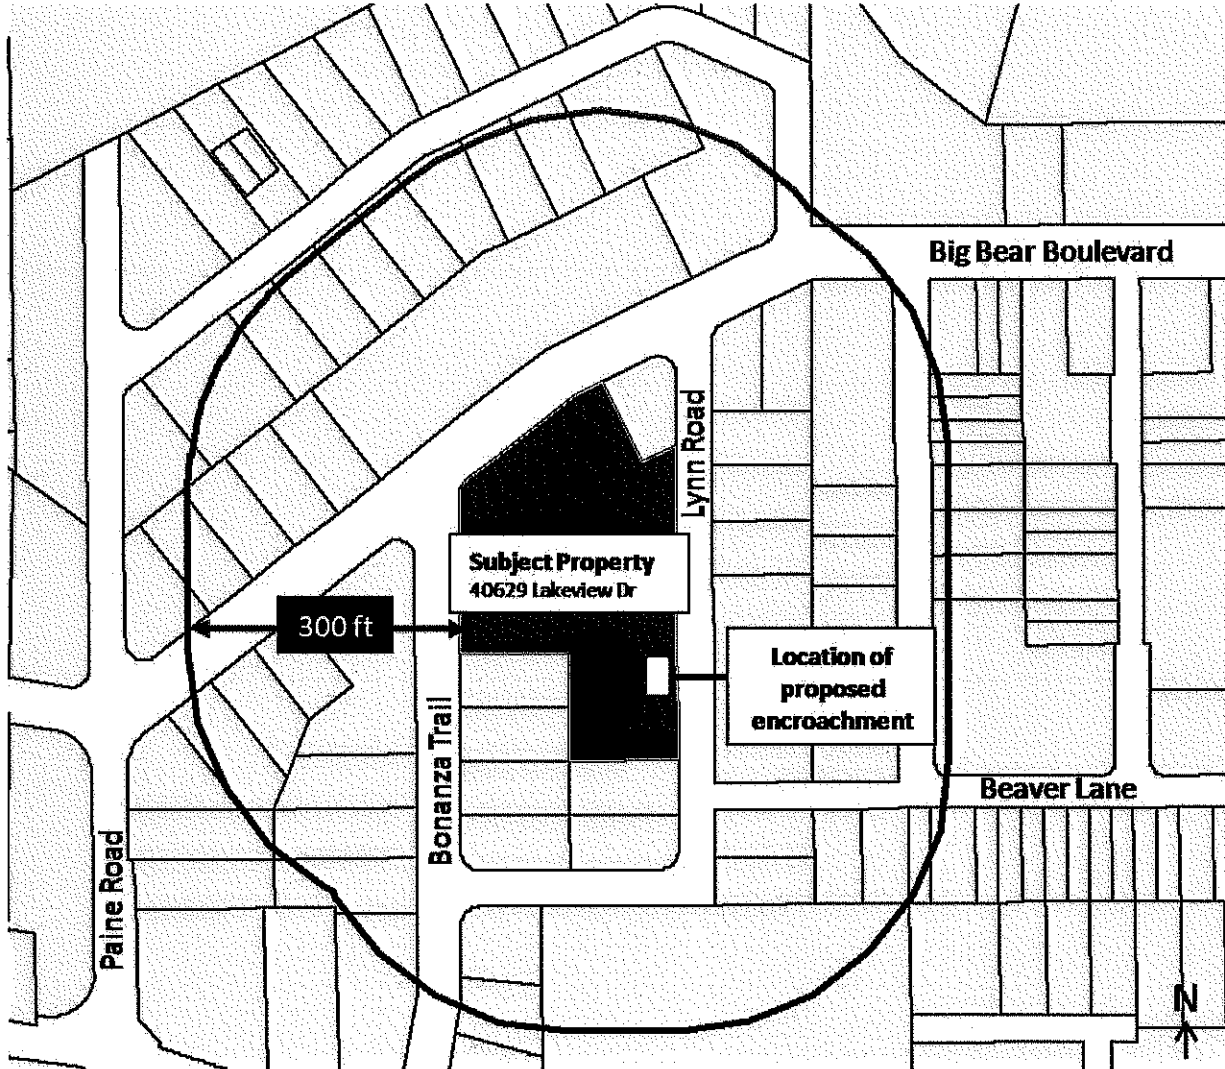 Big Bear Boulevard
Lynn Road
Subject Property
40629 Lakeview Dr
300 ft
Location of
proposed
encroachment
Bonanza Trail
Beaver Lane
Paine Road
N